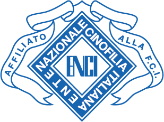 AFFILIATO ALLA F.C.I.
ENTE NAZIONALE CINOFILIA ITALIANA
ENCI